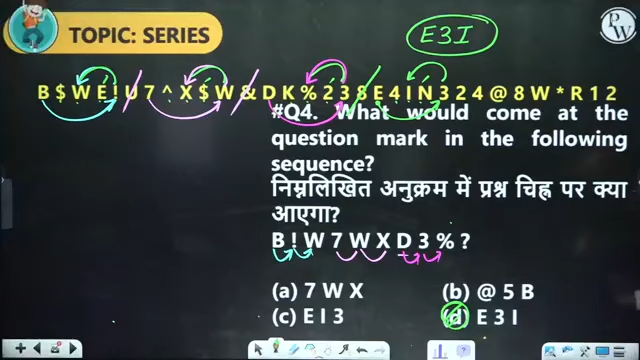 TOPIC: SERIES
E3I
PW
B $ W E ! U 7 ^ X $ W & D K % 2 3 8 E 4 I N 3 2 4 @ 8 W * R 1 2
#Q4. What would come at the
question mark in the following
sequence?
निम्नलिखित अनुक्रम में प्रश्न चिह्न पर क्या
आएगा?
B ! W 7 W X D 3 % ?
(a) 7 W X
(b) @ 5 B
(c) E I 3
(d) E 3 I